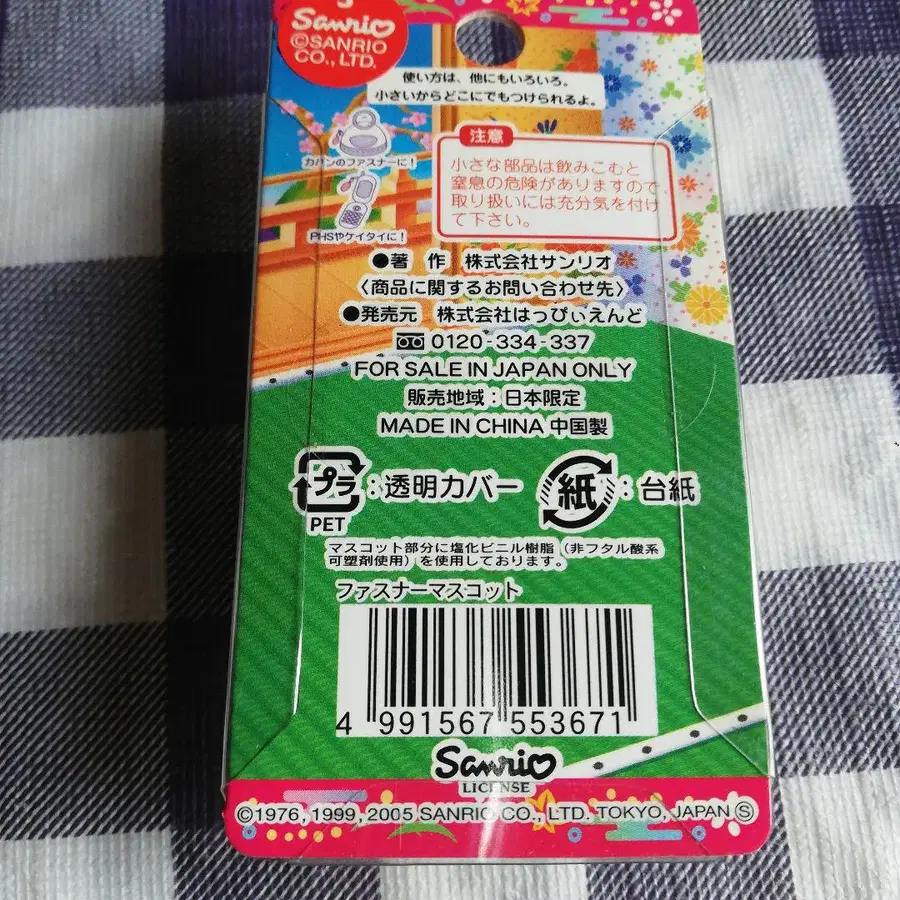 Sanrio
©SANRIO
CO., LTD.
使い方は、他にもいろいろ。
小さいからどこにでもつけられるよ。
カバンのファスナーに！
PHSやケイタイに！
注意
小さな部品は飲みこむと
窒息の危険がありますので、
取り扱いには充分気を付け
て下さい。
●著 作 株式会社サンリオ
〈商品に関するお問い合わせ先〉
●発売元 株式会社はっぴぃえんど
0120-334-337
FOR SALE IN JAPAN ONLY
販売地域：日本限定
MADE IN CHINA 中国製
プラ：透明カバー 紙：台紙
PET
マスコット部分に塩化ビニル樹脂（非フタル酸系
可塑剤使用）を使用しております。
ファスナーマスコット
4 991567 553671
Sanrio
LICENSE
©1976, 1999, 2005 SANRIO CO., LTD. TOKYO, JAPAN Ⓢ